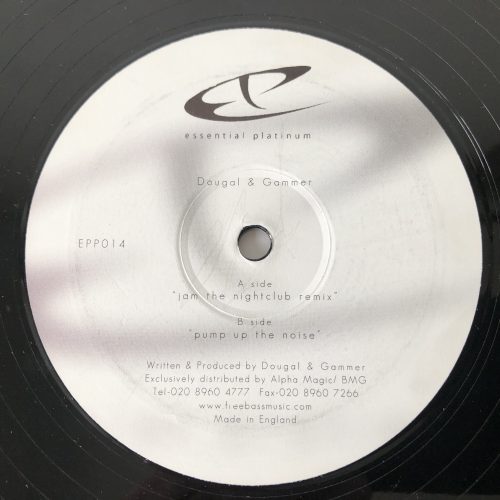 essential platinum
Dougal & Gammer
EPP014
A side
"jam the nightclub remix"
B side
"pump up the noise"
Written & Produced by Dougal & Gammer
Exclusively distributed by Alpha Magic/ BMG
Tel-020 8960 4777 Fax-020 8960 7266
www.freebassmusic.com
Made in England